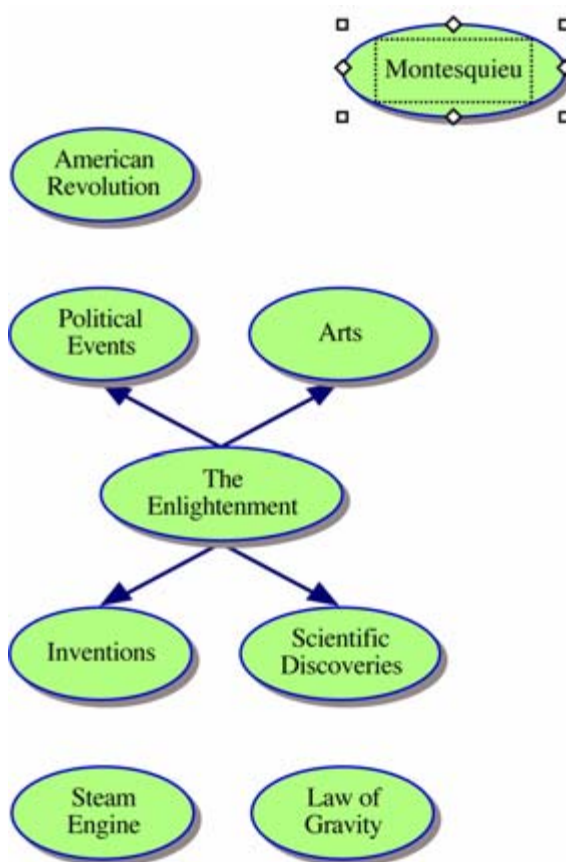 Montesquieu
American
Revolution
Political
Events
Arts
The
Enlightenment
Inventions
Scientific
Discoveries
Steam
Engine
Law of
Gravity